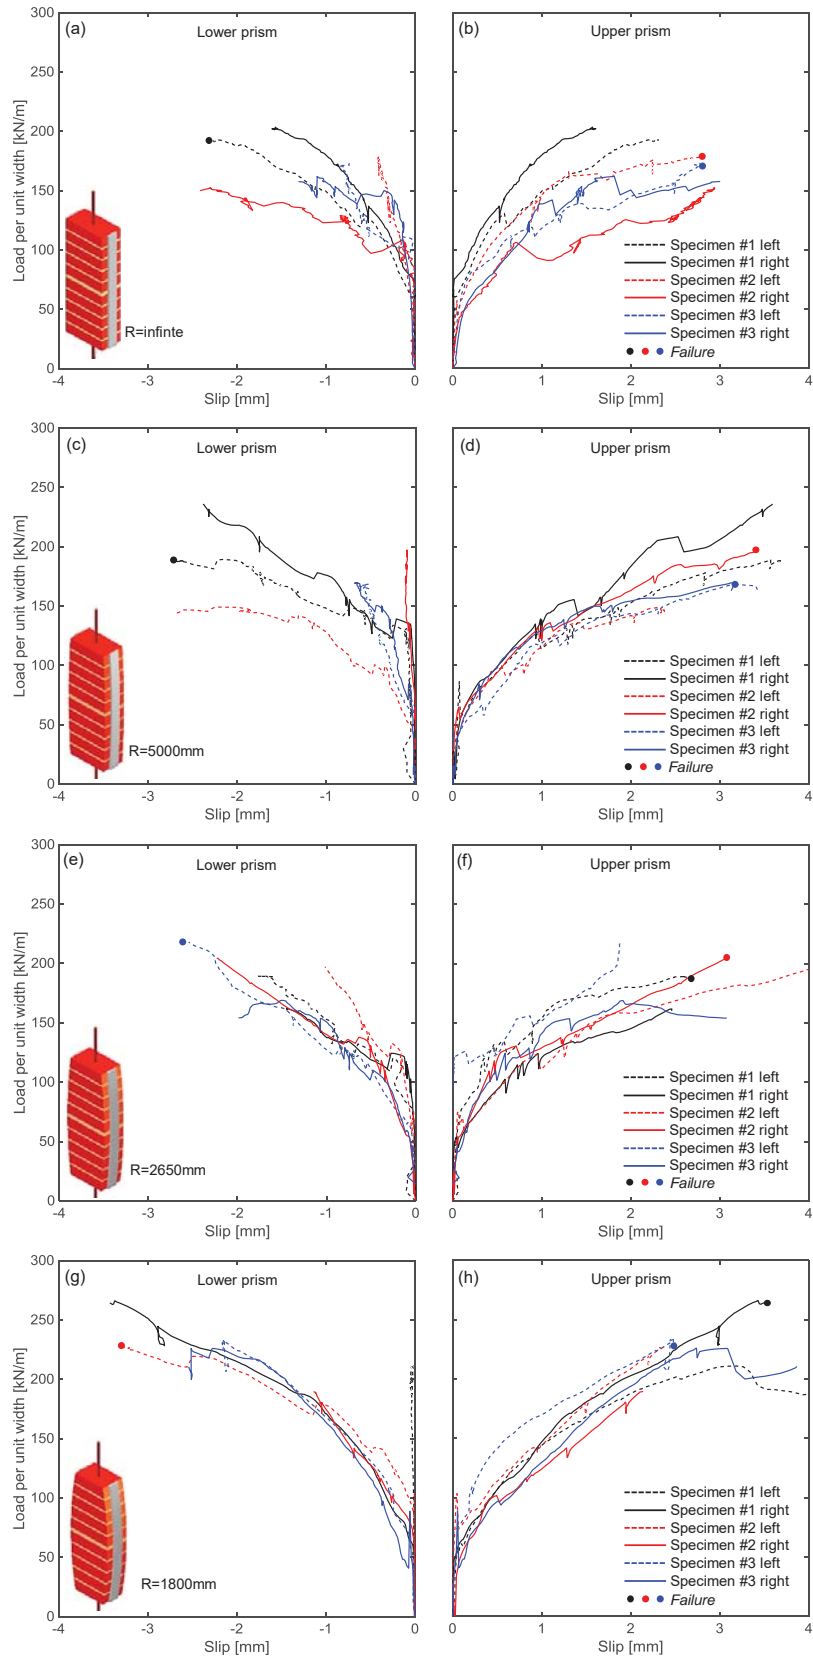 (a)
Lower prism
(b)
Upper prism
Load per unit width [kN/m]
300
250
200
150
100
50
0
R=infinte
Specimen #1 left
Specimen #1 right
Specimen #2 left
Specimen #2 right
Specimen #3 left
Specimen #3 right
Failure
-4 -3 -2 -1 0
0 1 2 3 4
Slip [mm]
Slip [mm]
(c)
Lower prism
(d)
Upper prism
Load per unit width [kN/m]
300
250
200
150
100
50
0
R=5000mm
Specimen #1 left
Specimen #1 right
Specimen #2 left
Specimen #2 right
Specimen #3 left
Specimen #3 right
Failure
-4 -3 -2 -1 0
0 1 2 3 4
Slip [mm]
Slip [mm]
(e)
Lower prism
(f)
Upper prism
Load per unit width [kN/m]
300
250
200
150
100
50
0
R=2650mm
Specimen #1 left
Specimen #1 right
Specimen #2 left
Specimen #2 right
Specimen #3 left
Specimen #3 right
Failure
-4 -3 -2 -1 0
0 1 2 3 4
Slip [mm]
Slip [mm]
(g)
Lower prism
(h)
Upper prism
Load per unit width [kN/m]
300
250
200
150
100
50
0
R=1800mm
Specimen #1 left
Specimen #1 right
Specimen #2 left
Specimen #2 right
Specimen #3 left
Specimen #3 right
Failure
-4 -3 -2 -1 0
0 1 2 3 4
Slip [mm]
Slip [mm]